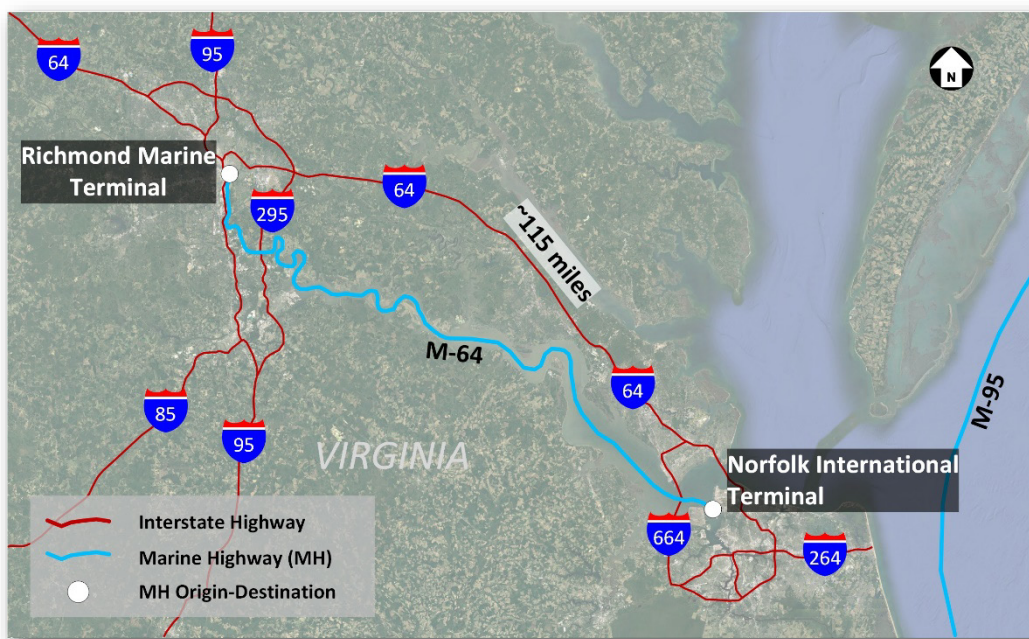 64
95
N
Richmond Marine
Terminal
295
64
~115 miles
M-64
M-95
64
85
95
VIRGINIA
Norfolk International
Terminal
664
264
Interstate Highway
Marine Highway (MH)
MH Origin-Destination